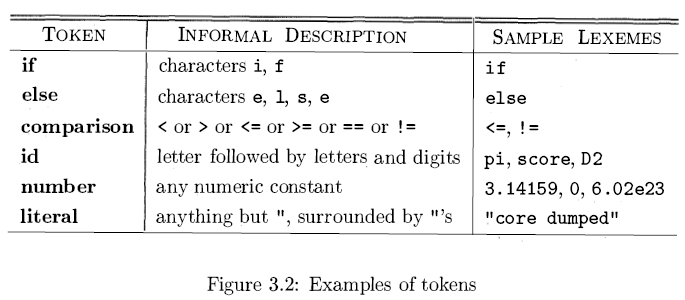 TOKEN INFORMAL DESCRIPTION SAMPLE LEXEMES
if characters i, f if
else characters e, l, s, e else
comparison < or > or <= or >= or == or != <=, !=
id letter followed by letters and digits pi, score, D2
number any numeric constant 3.14159, 0, 6.02e23
literal anything but ", surrounded by "'s "core dumped"
Figure 3.2: Examples of tokens